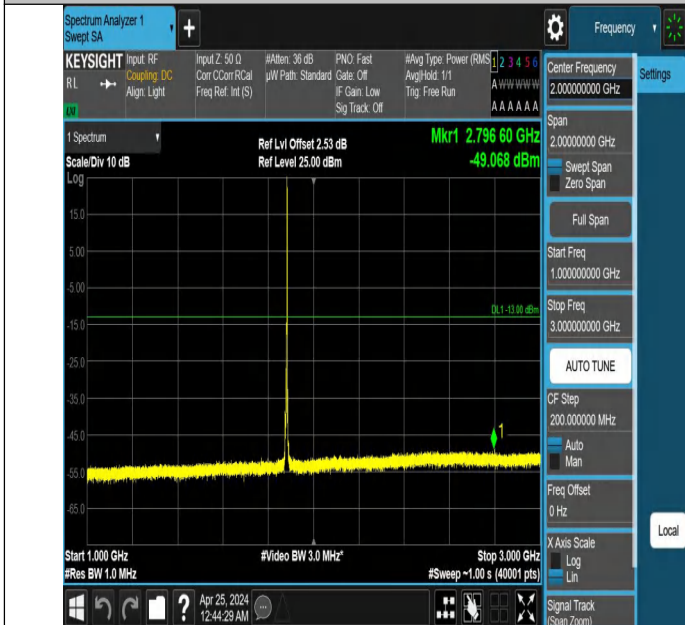 Spectrum Analyzer 1
Swept SA
+
Frequency
KEYSIGHT
RL
Input: RF
Coupling: DC
Align: Light
Input Z: 50 Ω
Corr CCorr RCal
Freq Ref: Int (S)
#Atten: 36 dB
µW Path: Standard
PNO: Fast
Gate: Off
IF Gain: Low
Sig Track: Off
#Avg Type: Power (RMS
Avg|Hold: 1/1
Trig: Free Run
1 2 3 4 5 6
A W W W W W
A A A A A A
1 Spectrum
Scale/Div 10 dB
Log
Ref Lvl Offset 2.53 dB
Ref Level 25.00 dBm
Mkr1 2.796 60 GHz
-49.068 dBm
15.0
5.00
-5.00
-15.0
-25.0
-35.0
-45.0
-55.0
-65.0
DL1 -13.00 dBm
1
Start 1.000 GHz
#Res BW 1.0 MHz
#Video BW 3.0 MHz*
Stop 3.000 GHz
#Sweep ~1.00 s (40001 pts)
Center Frequency
2.000000000 GHz
Settings
Span
2.00000000 GHz
Swept Span
Zero Span
Full Span
Start Freq
1.000000000 GHz
Stop Freq
3.000000000 GHz
AUTO TUNE
CF Step
200.000000 MHz
Auto
Man
Freq Offset
0 Hz
X Axis Scale
Log
Lin
Local
Signal Track
(Span Zoom)
?
Apr 25, 2024
12:44:29 AM